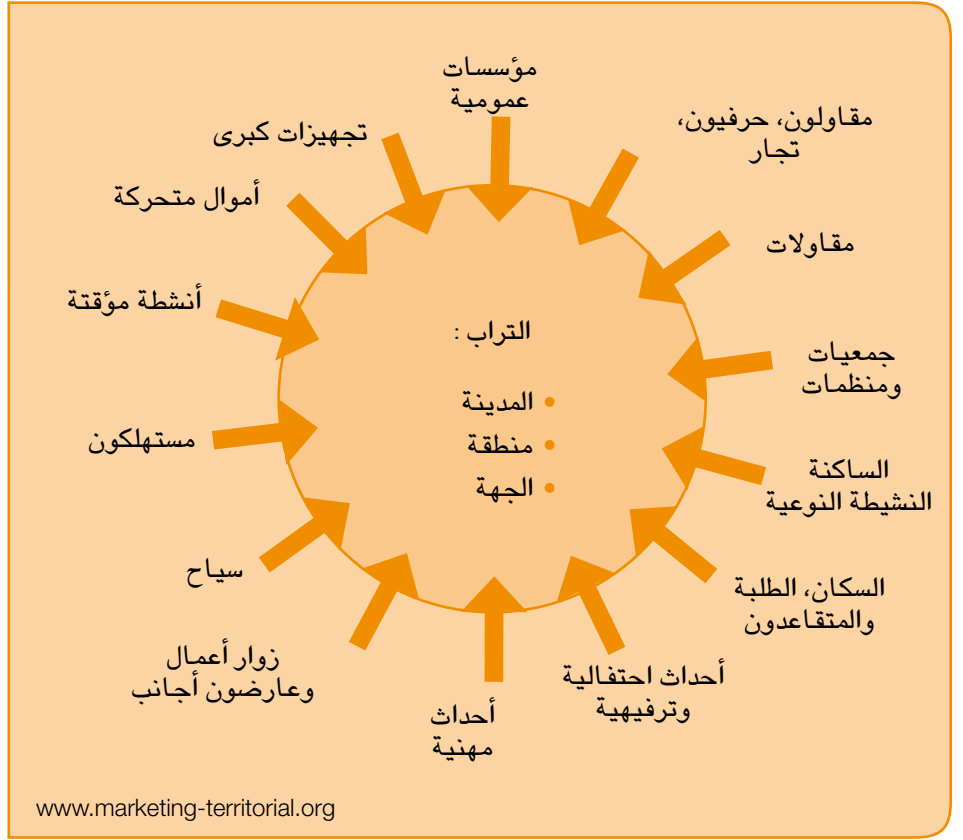 مؤسسات
عمومية
مقاولون، حرفيون،
تجار
مقاولات
جمعيات
ومنظمات
الساكنة
النشيطة النوعية
السكان، الطلبة
والمتقاعدون
أحداث احتفالية
وترفيهية
أحداث
مهنية
زوار أعمال
وعارضون أجانب
سياح
مستهلكون
أنشطة مؤقتة
أموال متحركة
تجهيزات كبرى
التراب :
• المدينة
• منطقة
• الجهة
www.marketing-territorial.org